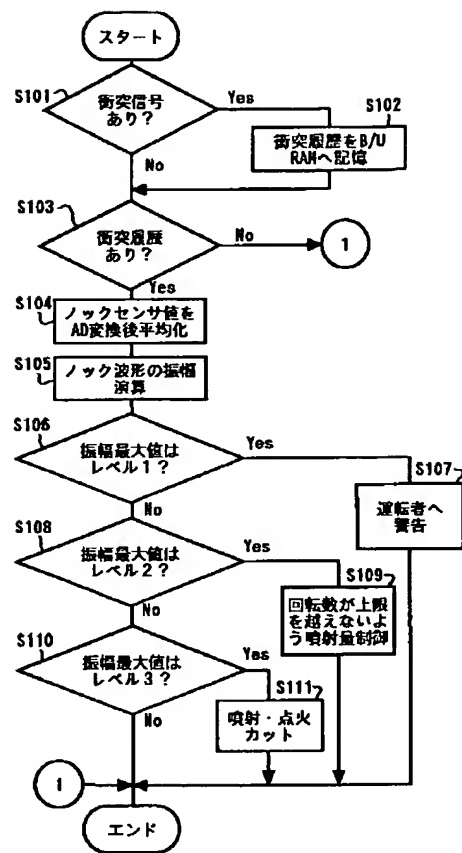 スタート
S101
衝突信号
あり?
Yes
S102
衝突履歴をB/U
RAMへ記憶
No
S103
衝突履歴
あり?
No
1
Yes
S104
ノックセンサ値を
AD変換後平均化
S105
ノック波形の振幅
演算
S106
振幅最大値は
レベル1?
Yes
S107
運転者へ
警告
No
S108
振幅最大値は
レベル2?
Yes
S109
回転数が上限
を越えないよ
う噴射量制御
No
S110
振幅最大値は
レベル3?
Yes
S111
噴射・点火
カット
No
1
エンド